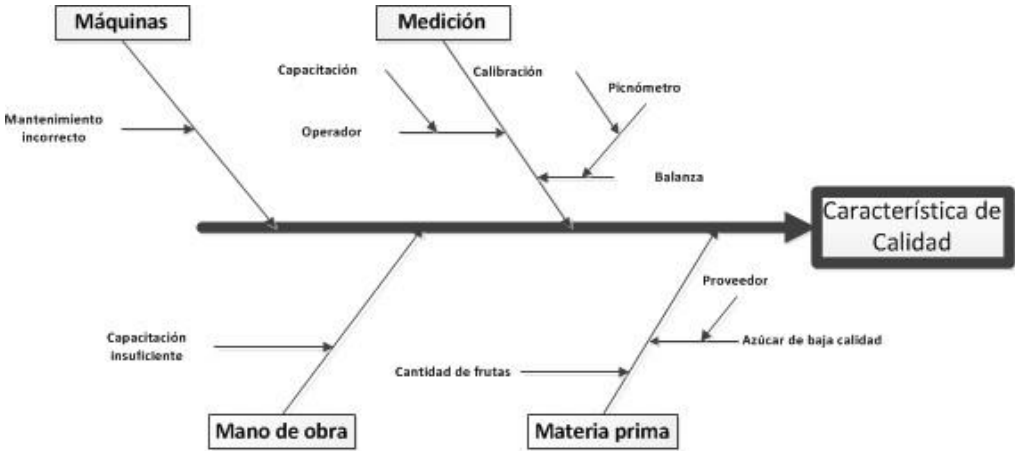 Máquinas
Medición
Capacitación
Calibración
Picnómetro
Mantenimiento
incorrecto
Operador
Balanza
Característica de
Calidad
Proveedor
Capacitación
insuficiente
Azúcar de baja calidad
Cantidad de frutas
Mano de obra
Materia prima